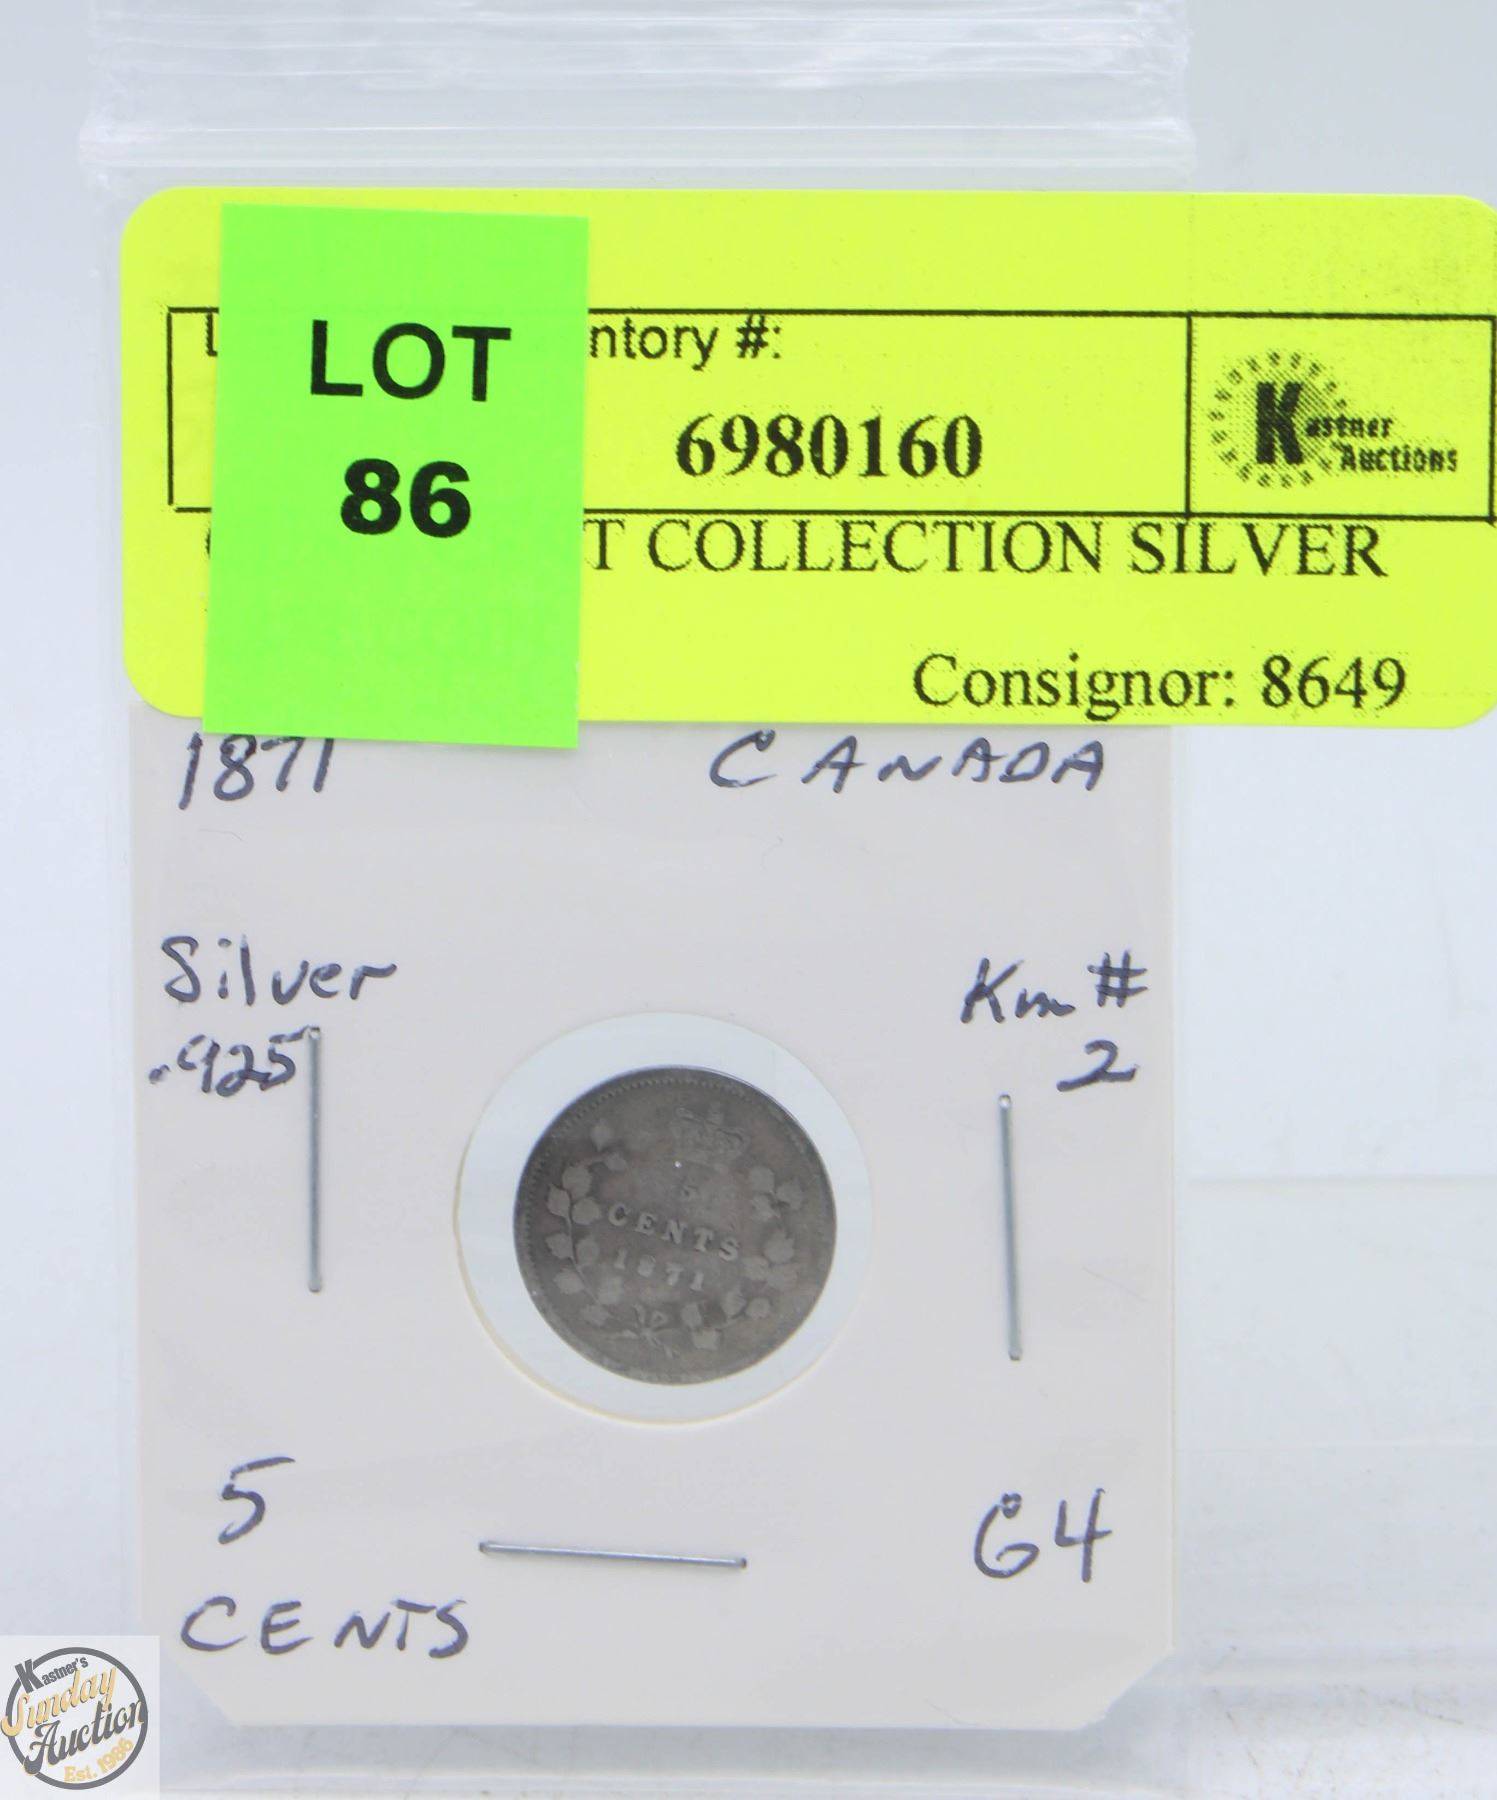 LOT
86
ntory #:
6980160
Kastner
Auctions
T COLLECTION SILVER
Consignor: 8649
1871
CANADA
Silver
.925
Km #
2
5
CENTS
1871
5
CENTS
G4
Kastner's
Sunday
Auction
Est. 1986